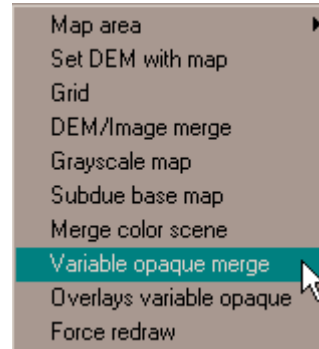 Map area
Set DEM with map
Grid
DEM/Image merge
Grayscale map
Subdue base map
Merge color scene
Variable opaque merge
Overlays variable opaque
Force redraw